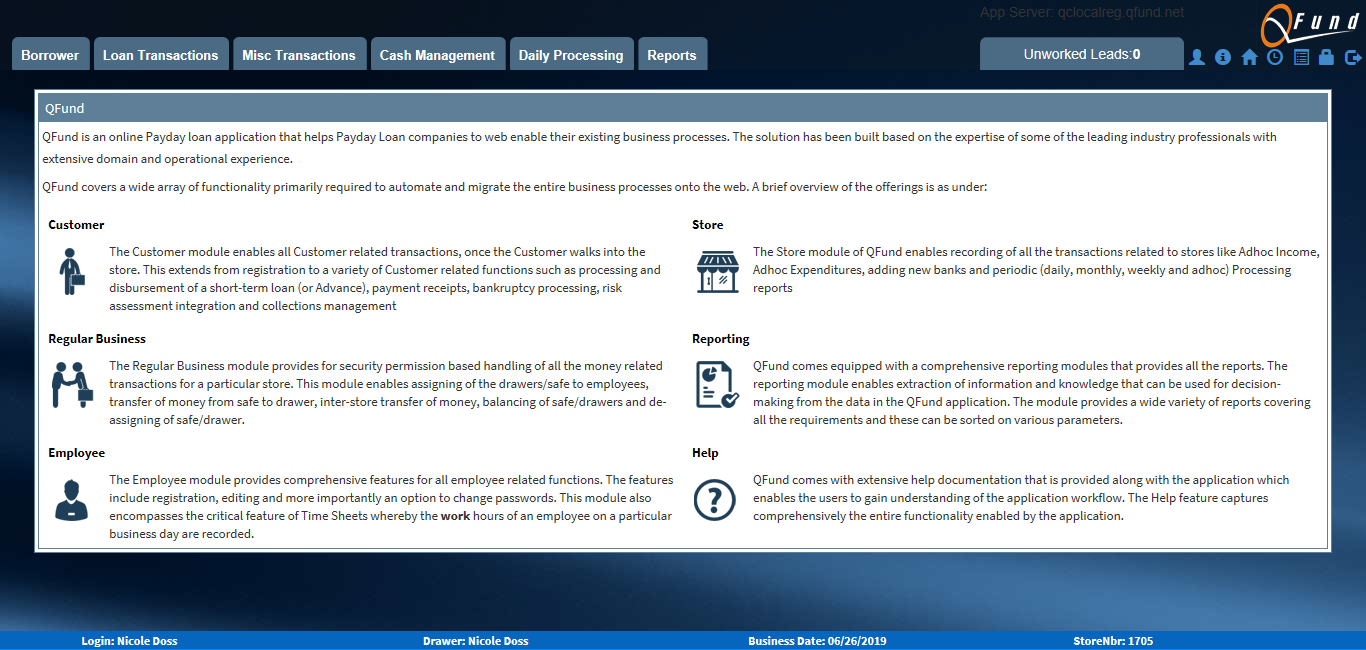 App Server: qclocalreg.qfund.net
QFund
Borrower
Loan Transactions
Misc Transactions
Cash Management
Daily Processing
Reports
Unworked Leads:0
QFund
QFund is an online Payday loan application that helps Payday Loan companies to web enable their existing business processes. The solution has been built based on the expertise of some of the leading industry professionals with
extensive domain and operational experience.
QFund covers a wide array of functionality primarily required to automate and migrate the entire business processes onto the web. A brief overview of the offerings is as under:
Customer
The Customer module enables all Customer related transactions, once the Customer walks into the
store. This extends from registration to a variety of Customer related functions such as processing and
disbursement of a short-term loan (or Advance), payment receipts, bankruptcy processing, risk
assessment integration and collections management
Store
The Store module of QFund enables recording of all the transactions related to stores like Adhoc Income,
Adhoc Expenditures, adding new banks and periodic (daily, monthly, weekly and adhoc) Processing
reports
Regular Business
The Regular Business module provides for security permission based handling of all the money related
transactions for a particular store. This module enables assigning of the drawers/safe to employees,
transfer of money from safe to drawer, inter-store transfer of money, balancing of safe/drawers and de-
assigning of safe/drawer.
Reporting
QFund comes equipped with a comprehensive reporting modules that provides all the reports. The
reporting module enables extraction of information and knowledge that can be used for decision-
making from the data in the QFund application. The module provides a wide variety of reports covering
all the requirements and these can be sorted on various parameters.
Employee
The Employee module provides comprehensive features for all employee related functions. The features
include registration, editing and more importantly an option to change passwords. This module also
encompasses the critical feature of Time Sheets whereby the work hours of an employee on a particular
business day are recorded.
Help
QFund comes with extensive help documentation that is provided along with the application which
enables the users to gain understanding of the application workflow. The Help feature captures
comprehensively the entire functionality enabled by the application.
Login: Nicole Doss
Drawer: Nicole Doss
Business Date: 06/26/2019
StoreNbr: 1705